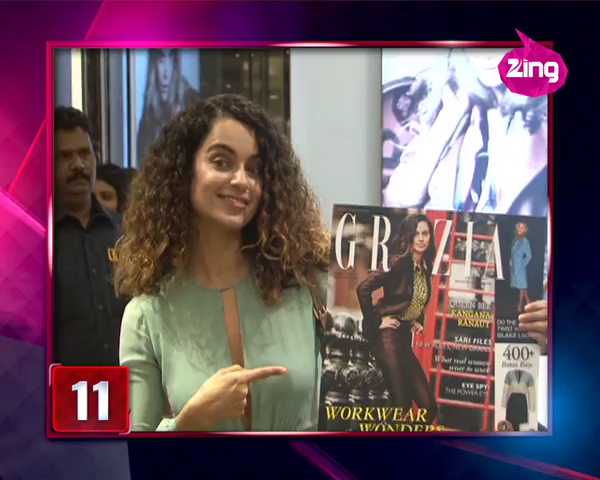 zing
GRAZIA
QUEEN BEE
KANGANA
RANAUT
SARI FILES
What real women
wear to work
EYE SPY
THE POWER EYE
400+
WORKWEAR
WONDERS
11